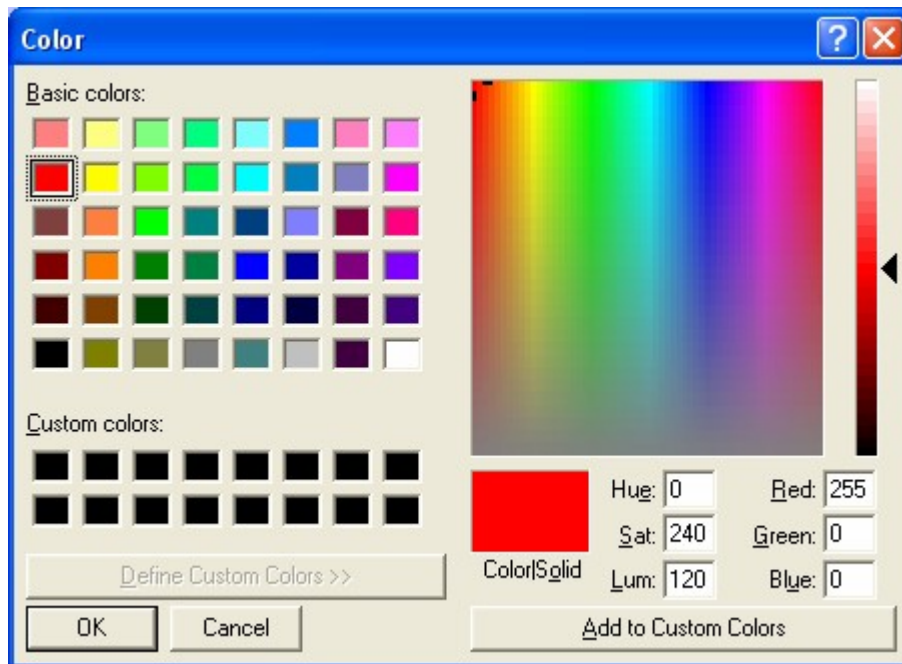 Color
Basic colors:
Custom colors:
Define Custom Colors >>
OK Cancel
Color|Solid
Hue: 0 Red: 255
Sat: 240 Green: 0
Lum: 120 Blue: 0
Add to Custom Colors